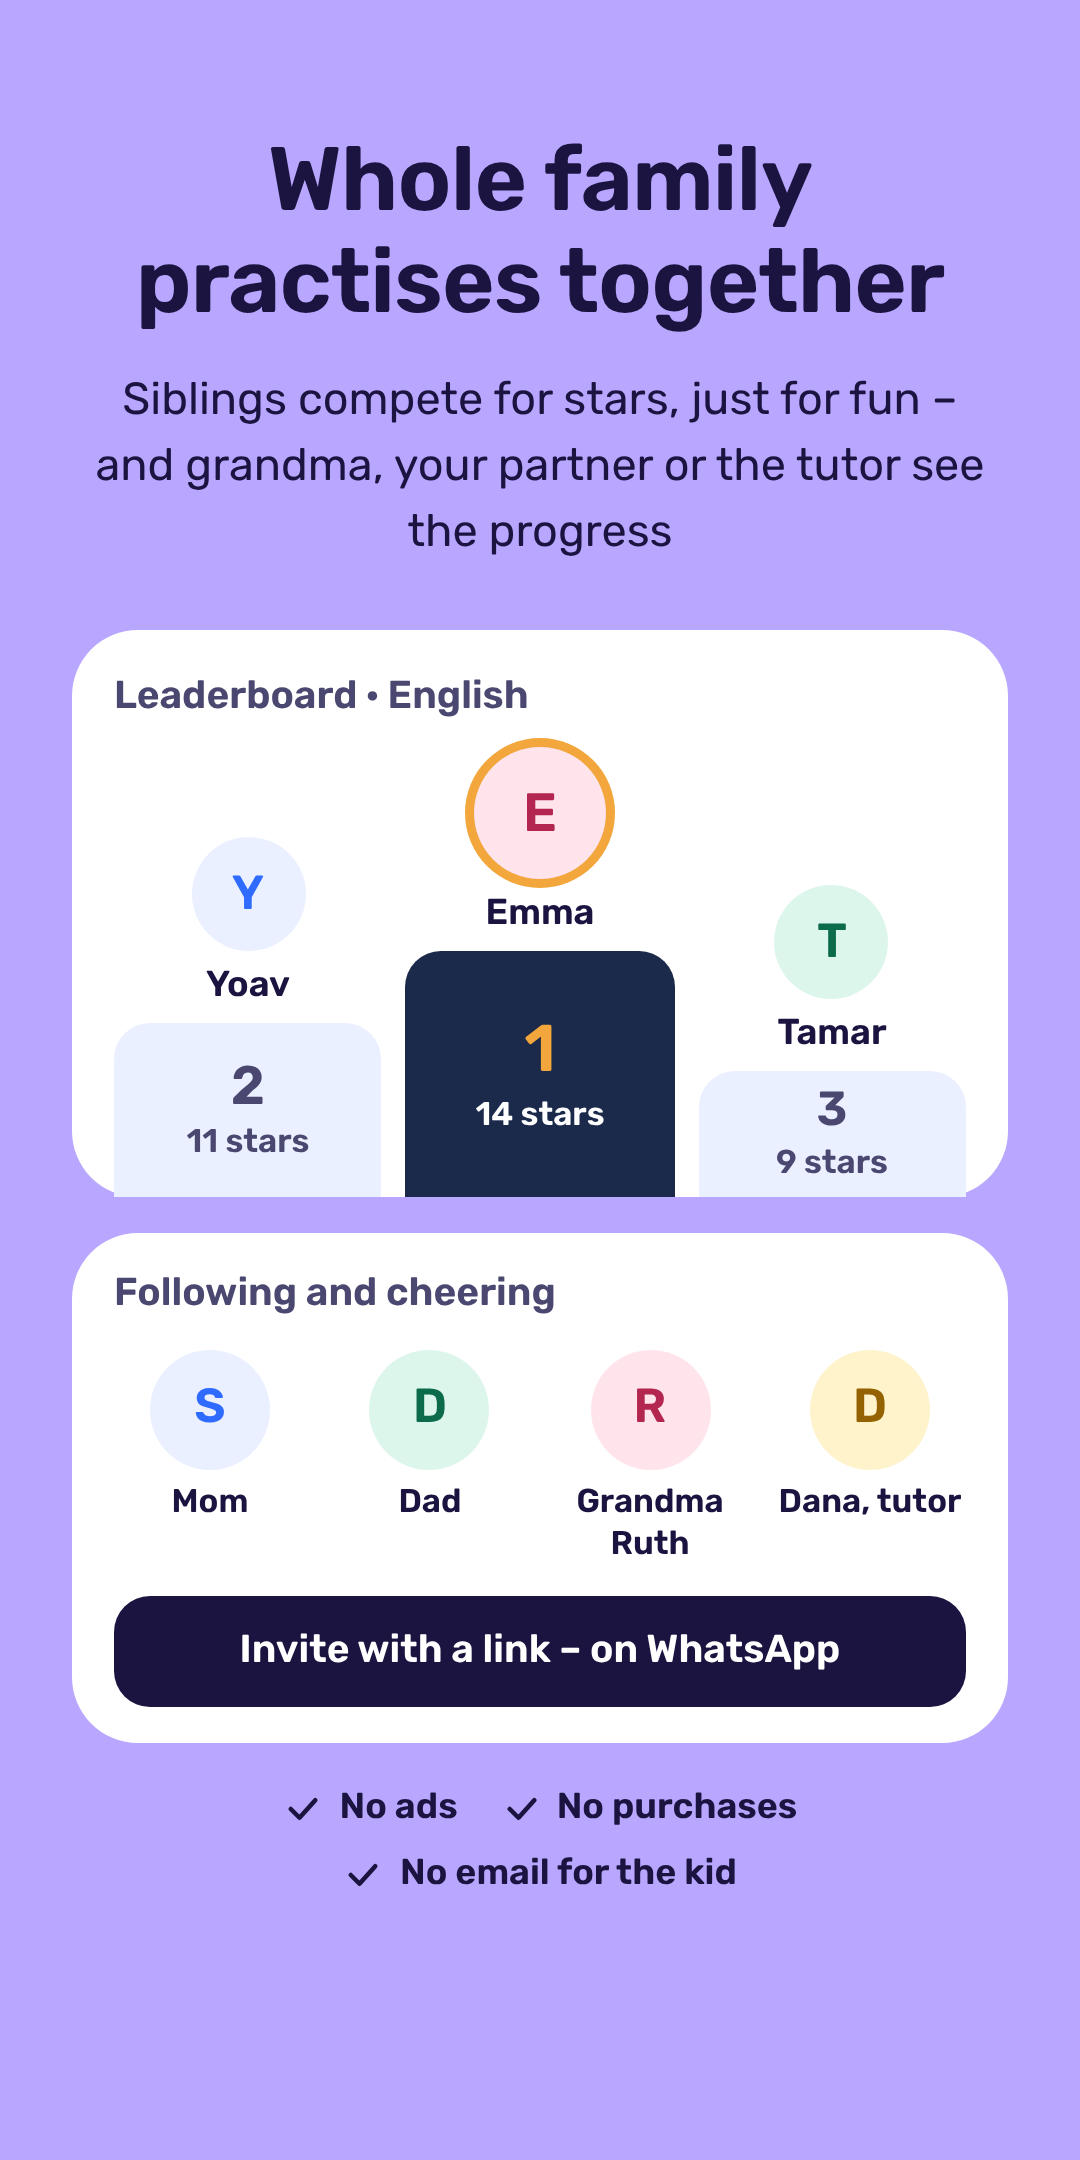 Whole family
practises together
Siblings compete for stars, just for fun –
and grandma, your partner or the tutor see
the progress
Leaderboard • English
E
Emma
Y
Yoav
T
Tamar
1
14 stars
2
11 stars
3
9 stars
Following and cheering
S
D
R
D
Mom
Dad
Grandma
Ruth
Dana, tutor
Invite with a link – on WhatsApp
No ads
No purchases
No email for the kid